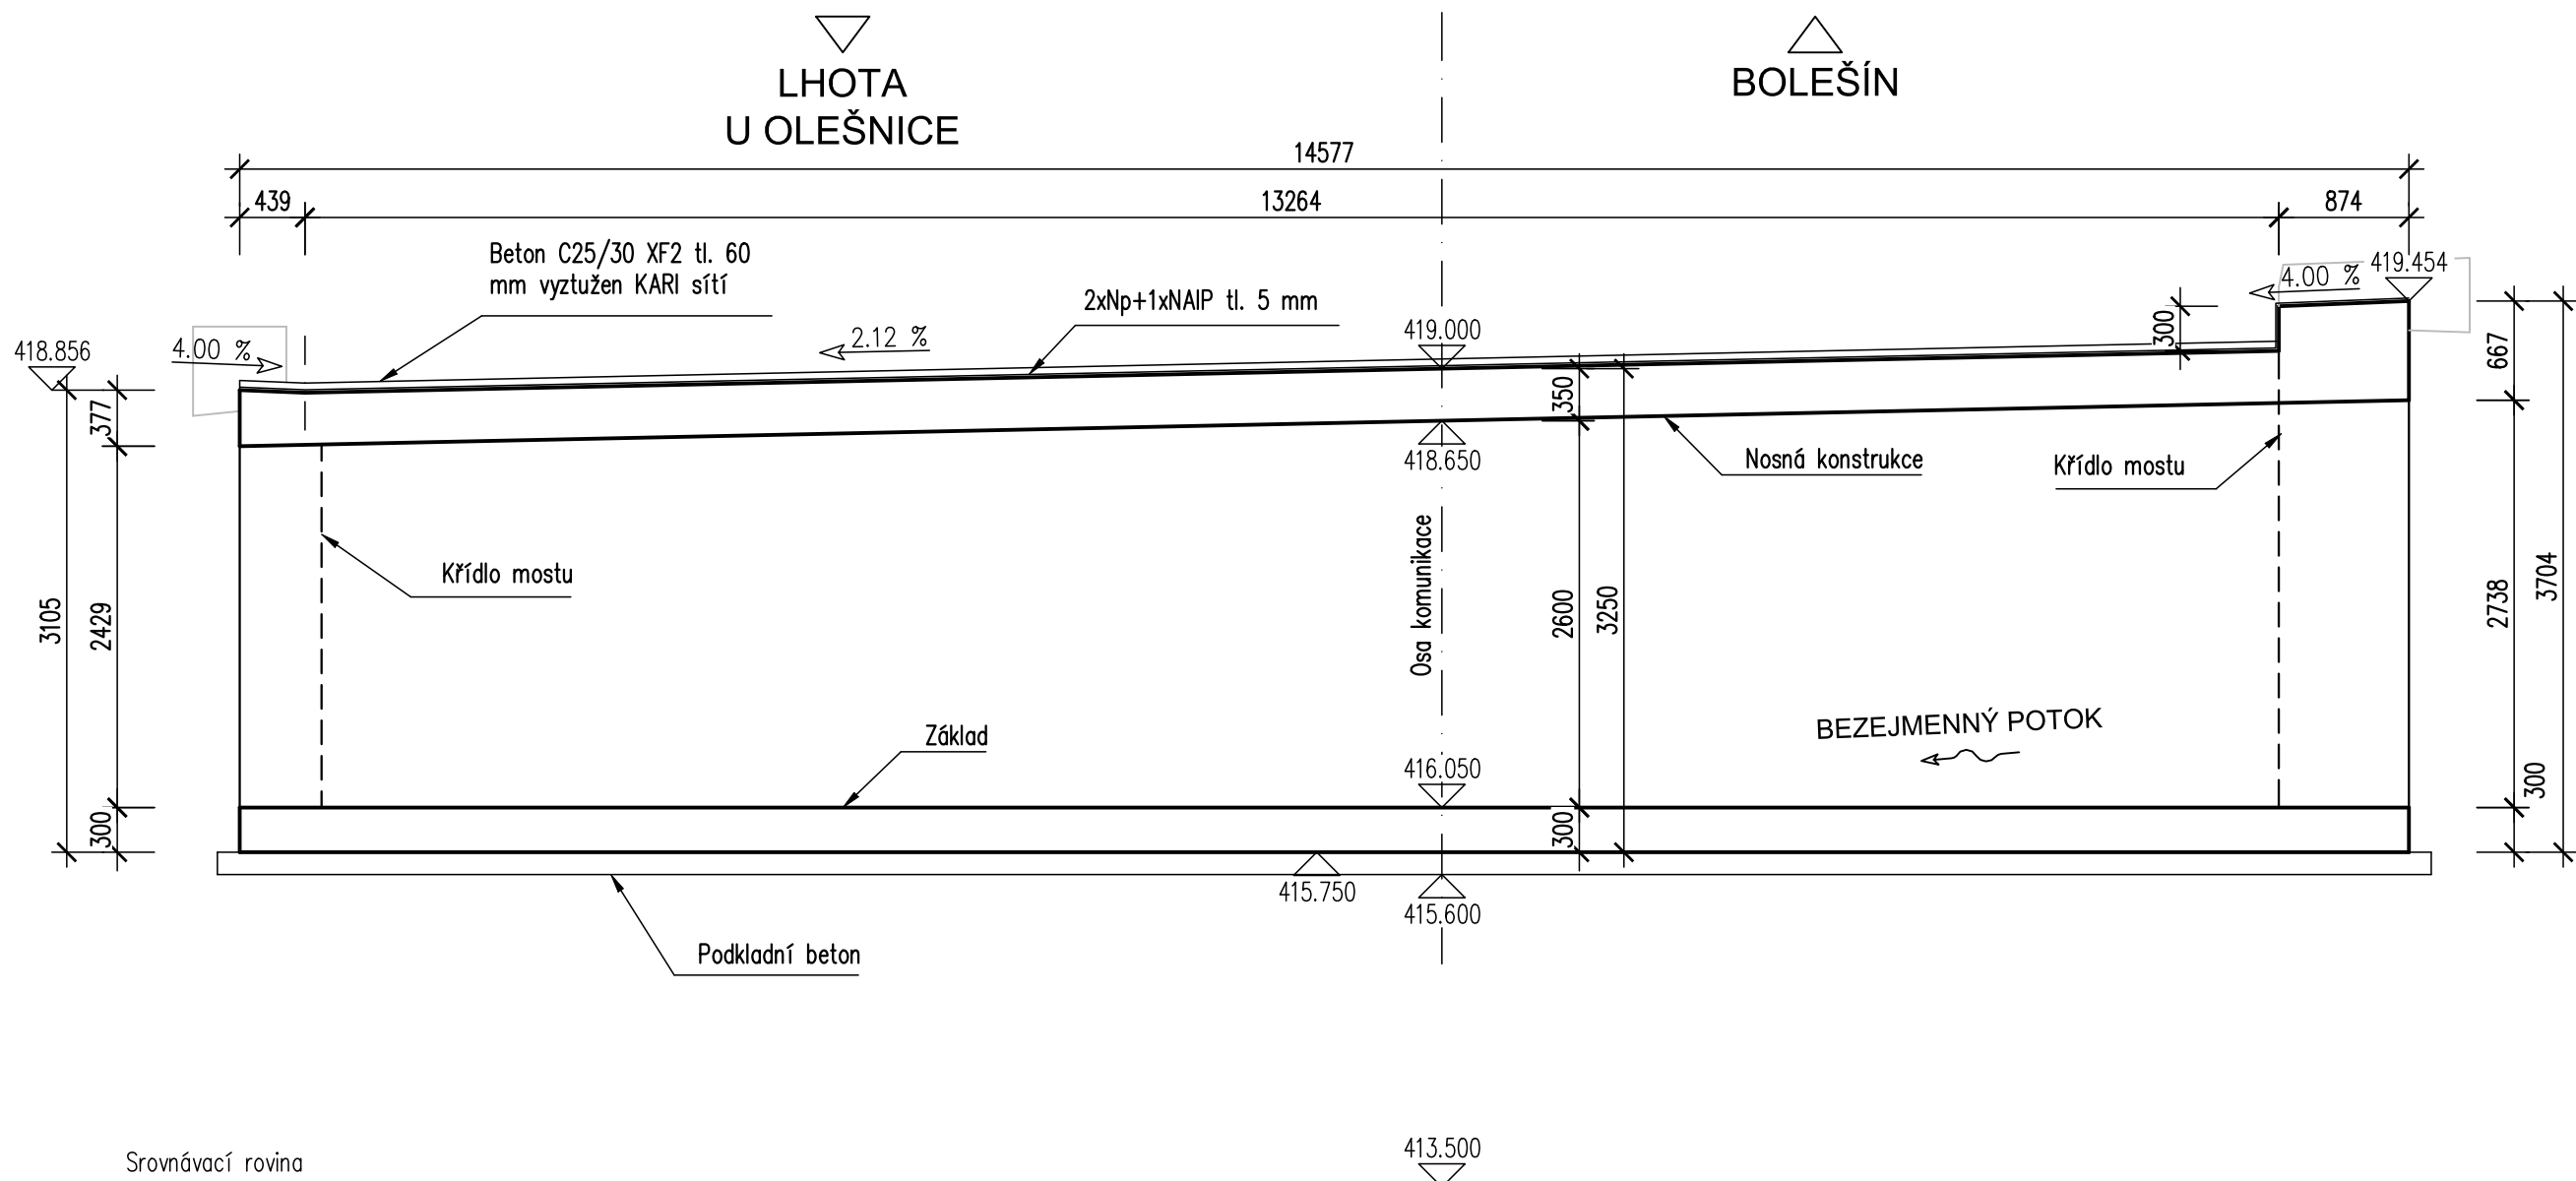 LHOTA
U OLEŠNICE
BOLEŠÍN
14577
439
13264
874
Beton C25/30 XF2 tl. 60
mm vyztužen KARI sítí
2xNp+1xNAIP tl. 5 mm
4.00 %
419.454
418.856
4.00 %
2.12 %
419.000
300
667
377
350
418.650
Nosná konstrukce
Křídlo mostu
Křídlo mostu
Osa komunikace
3105
2429
2600
3250
2738
3704
Základ
BEZEJMENNÝ POTOK
416.050
300
300
300
415.750
415.600
Podkladní beton
413.500
Srovnávací rovina